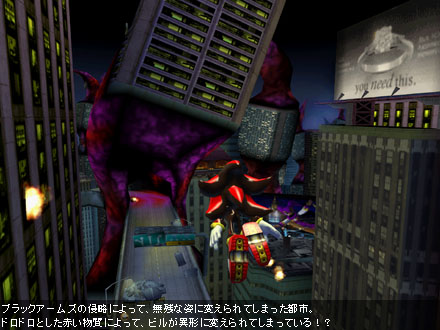 you need this.
ブラックアームズの侵略によって、無残な姿に変えられてしまった都市。
ドロドロとした赤い物質によって、ビルが異形に変えられてしまっている！？